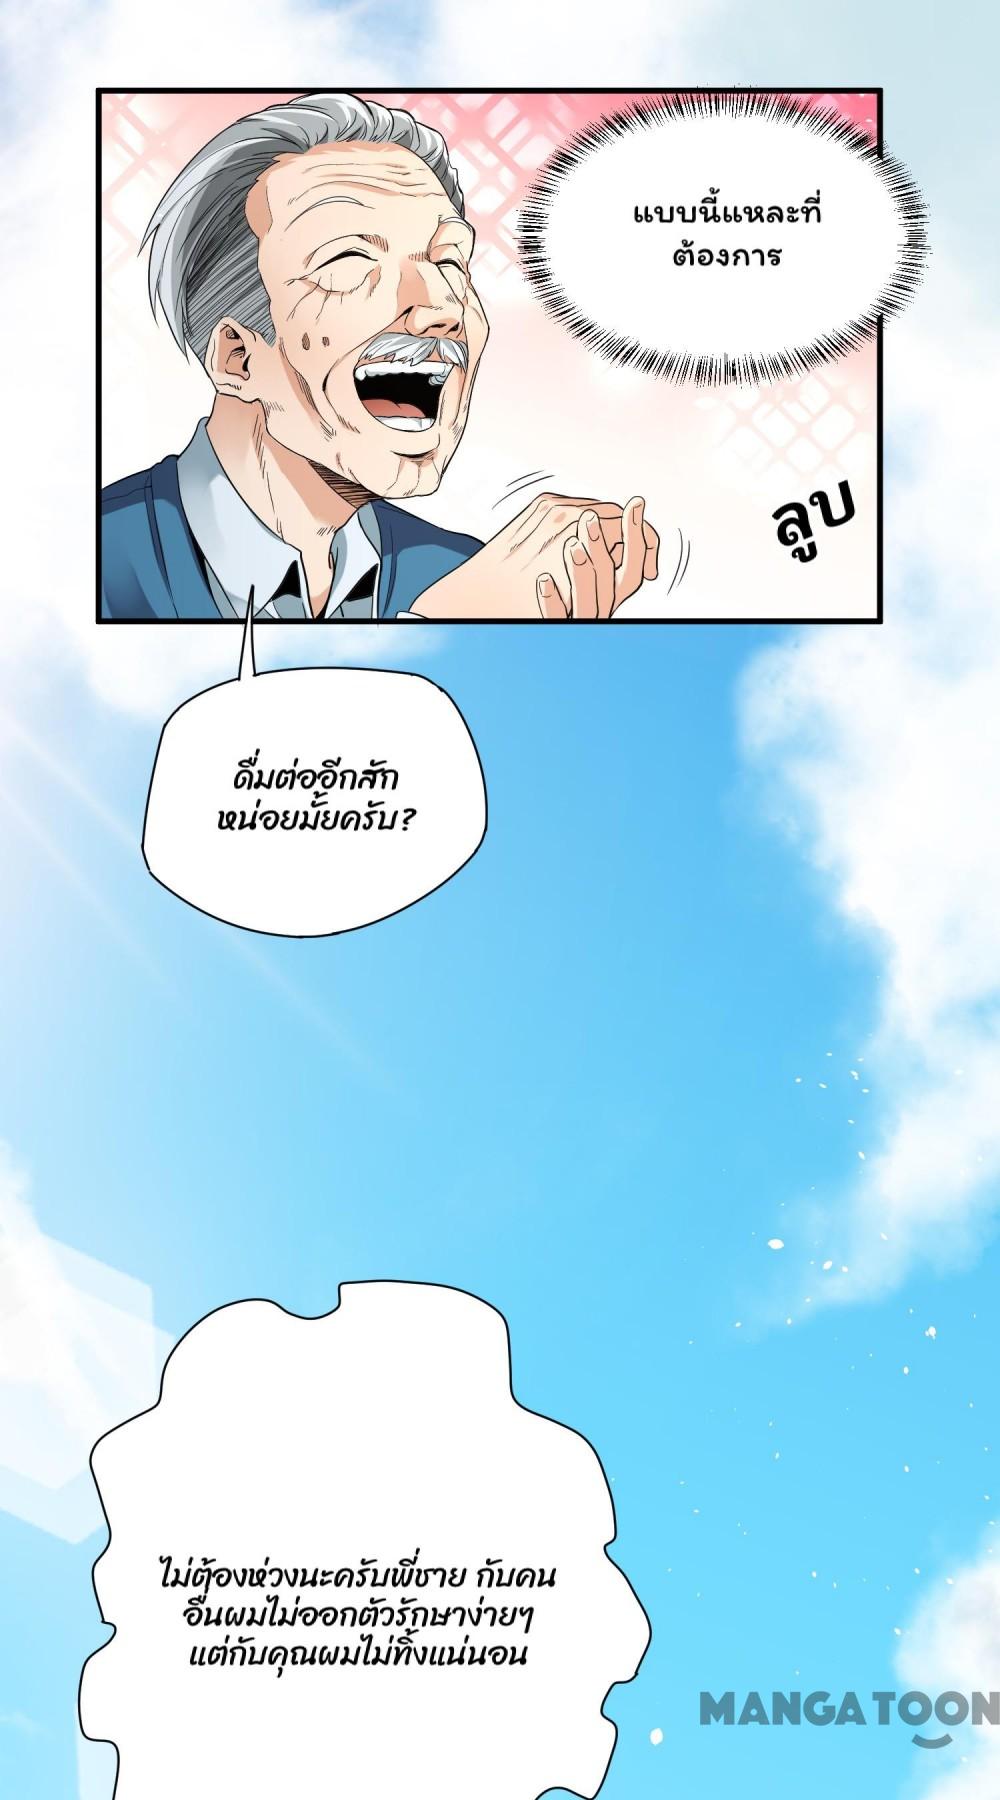 แบบนี้แหละที่
ต้องการ
ลูบ
ดื่มต่ออีกสัก
หน่อยมั้ยครับ?
ไม่ต้องห่วงนะครับพี่ชาย กับคน
อื่นผมไม่ออกตัวรักษาง่ายๆ
แต่กับคุณผมไม่ทิ้งแน่นอน
MANGATOON